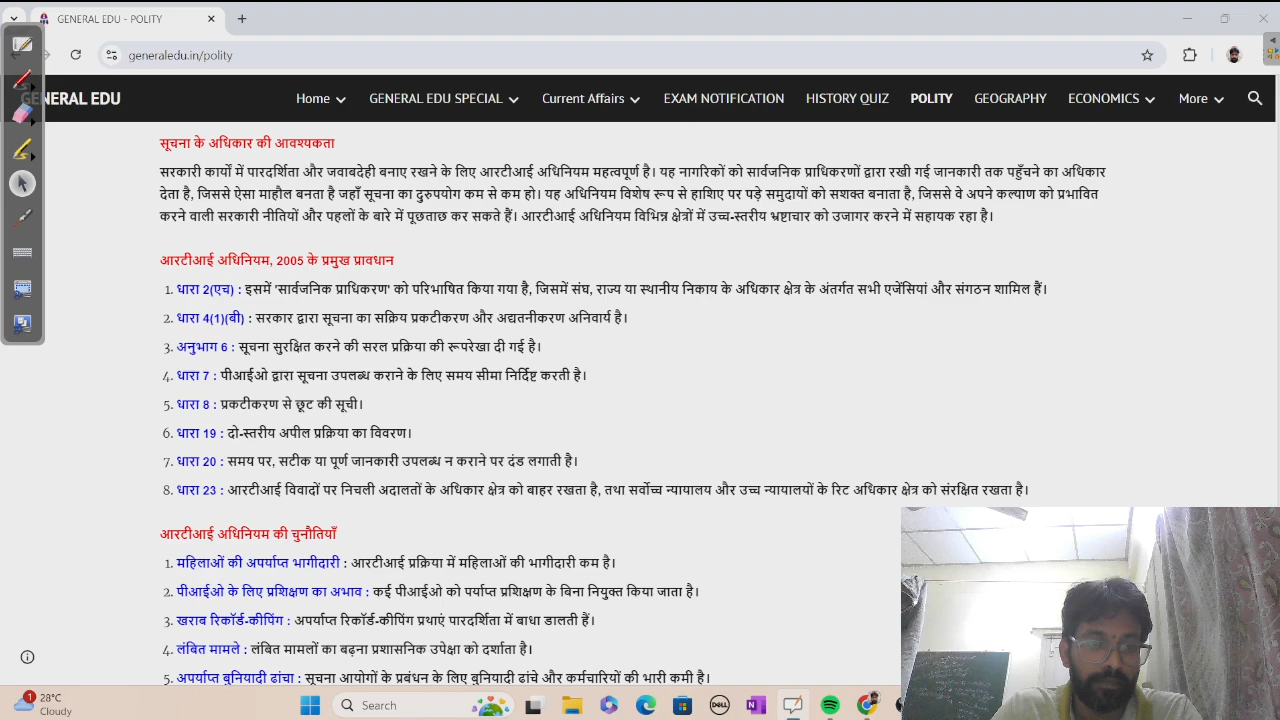 GENERAL EDU - POLITY
generaledu.in/polity
GENERAL EDU
Home
GENERAL EDU SPECIAL
Current Affairs
EXAM NOTIFICATION
HISTORY QUIZ
POLITY
GEOGRAPHY
ECONOMICS
More
सूचना के अधिकार की आवश्यकता
सरकारी कार्यों में पारदर्शिता और जवाबदेही बनाए रखने के लिए आरटीआई अधिनियम महत्वपूर्ण है। यह नागरिकों को सार्वजनिक प्राधिकरणों द्वारा रखी गई जानकारी तक पहुँचने का अधिकार
देता है, जिससे ऐसा माहौल बनता है जहाँ सूचना का दुरुपयोग कम से कम हो। यह अधिनियम विशेष रूप से हाशिए पर पड़े समुदायों को सशक्त बनाता है, जिससे वे अपने कल्याण को प्रभावित
करने वाली सरकारी नीतियों और पहलों के बारे में पूछताछ कर सकते हैं। आरटीआई अधिनियम विभिन्न क्षेत्रों में उच्च-स्तरीय भ्रष्टाचार को उजागर करने में सहायक रहा है।
आरटीआई अधिनियम, 2005 के प्रमुख प्रावधान
1. धारा 2(एच) : इसमें 'सार्वजनिक प्राधिकरण' को परिभाषित किया गया है, जिसमें संघ, राज्य या स्थानीय निकाय के अधिकार क्षेत्र के अंतर्गत सभी एजेंसियां और संगठन शामिल हैं।
2. धारा 4(1)(बी) : सरकार द्वारा सूचना का सक्रिय प्रकटीकरण और अद्यतनीकरण अनिवार्य है।
3. अनुभाग 6 : सूचना सुरक्षित करने की सरल प्रक्रिया की रूपरेखा दी गई है।
4. धारा 7 : पीआईओ द्वारा सूचना उपलब्ध कराने के लिए समय सीमा निर्दिष्ट करती है।
5. धारा 8 : प्रकटीकरण से छूट की सूची।
6. धारा 19 : दो-स्तरीय अपील प्रक्रिया का विवरण।
7. धारा 20 : समय पर, सटीक या पूर्ण जानकारी उपलब्ध न कराने पर दंड लगाती है।
8. धारा 23 : आरटीआई विवादों पर निचली अदालतों के अधिकार क्षेत्र को बाहर रखता है, तथा सर्वोच्च न्यायालय और उच्च न्यायालयों के रिट अधिकार क्षेत्र को संरक्षित रखता है।
आरटीआई अधिनियम की चुनौतियाँ
1. महिलाओं की अपर्याप्त भागीदारी : आरटीआई प्रक्रिया में महिलाओं की भागीदारी कम है।
2. पीआईओ के लिए प्रशिक्षण का अभाव : कई पीआईओ को पर्याप्त प्रशिक्षण के बिना नियुक्त किया जाता है।
3. खराब रिकॉर्ड-कीपिंग : अपर्याप्त रिकॉर्ड-कीपिंग प्रथाएं पारदर्शिता में बाधा डालती हैं।
4. लंबित मामले : लंबित मामलों का बढ़ना प्रशासनिक उपेक्षा को दर्शाता है।
5. अपर्याप्त बुनियादी ढांचा : सूचना आयोगों के प्रबंधन के लिए बुनियादी ढांचे और कर्मचारियों की भारी कमी है।
1
28°C
Cloudy
Search
DELL